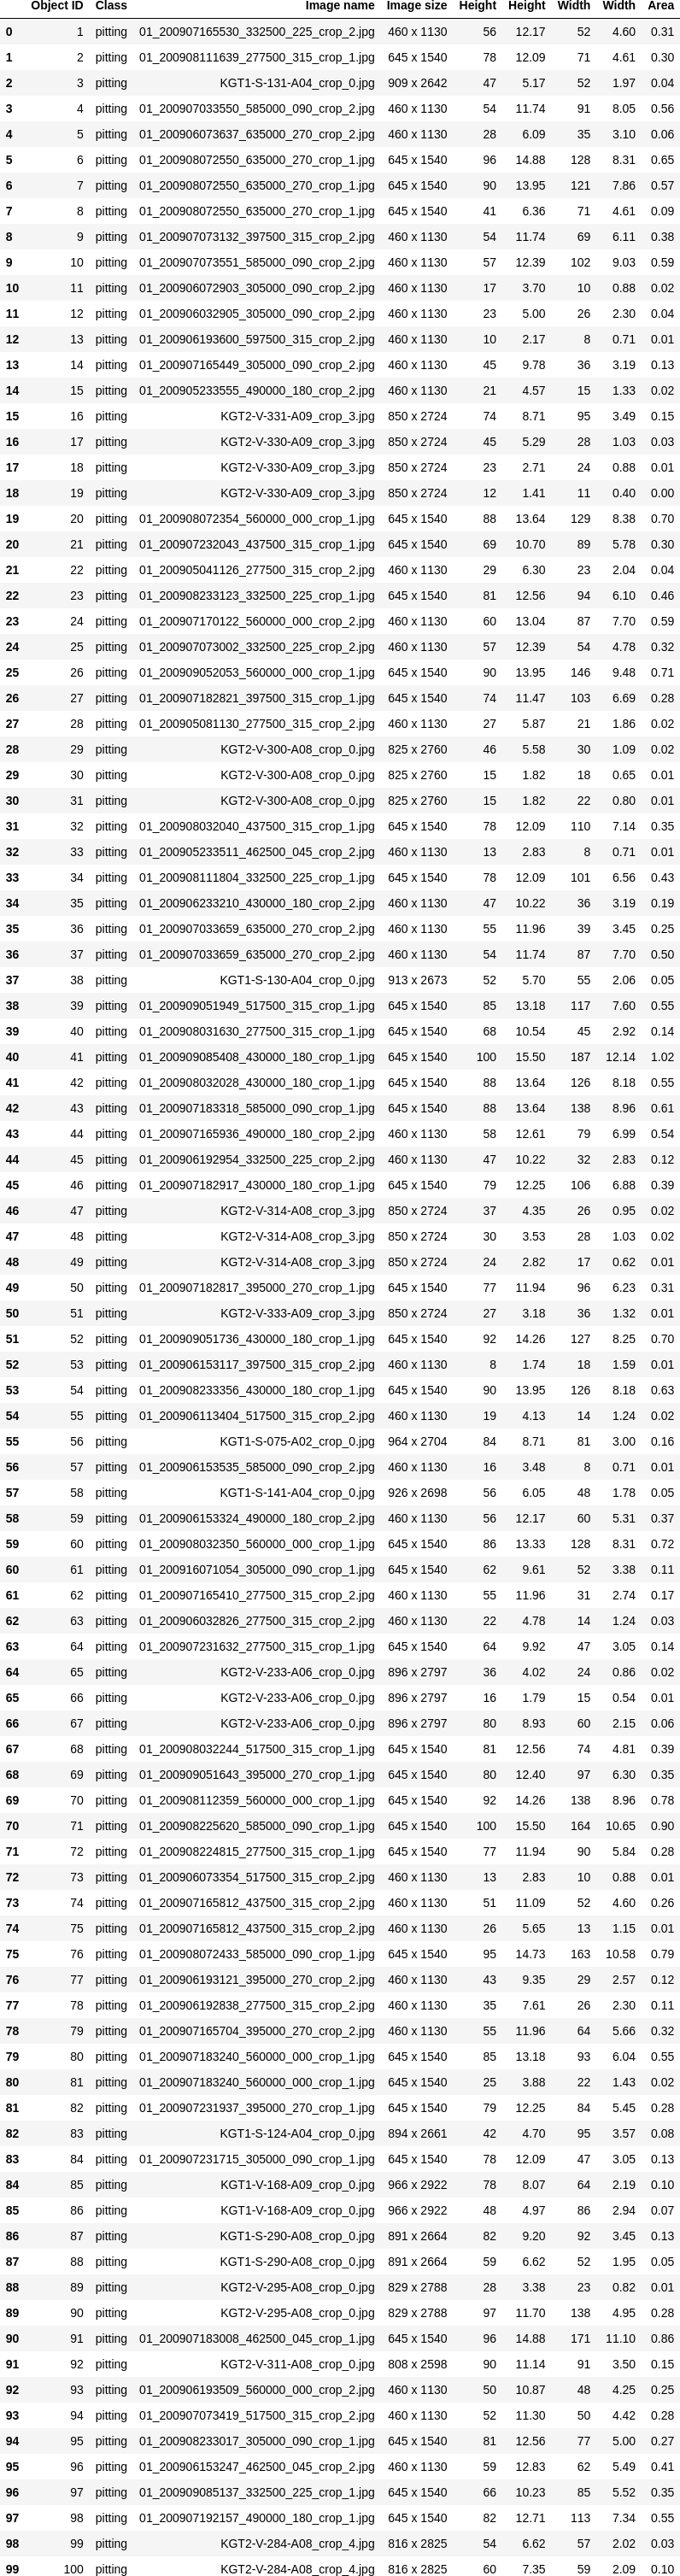 Object ID Class Image name Image size Height Height Width Width Area
0 1 pitting 01_200907165530_332500_225_crop_2.jpg 460 x 1130 56 12.17 52 4.60 0.31
1 2 pitting 01_200908111639_277500_315_crop_1.jpg 645 x 1540 78 12.09 71 4.61 0.30
2 3 pitting KGT1-S-131-A04_crop_0.jpg 909 x 2642 47 5.17 52 1.97 0.04
3 4 pitting 01_200907033550_585000_090_crop_2.jpg 460 x 1130 54 11.74 91 8.05 0.56
4 5 pitting 01_200906073637_635000_270_crop_2.jpg 460 x 1130 28 6.09 35 3.10 0.06
5 6 pitting 01_200908072550_635000_270_crop_1.jpg 645 x 1540 96 14.88 128 8.31 0.65
6 7 pitting 01_200908072550_635000_270_crop_1.jpg 645 x 1540 90 13.95 121 7.86 0.57
7 8 pitting 01_200908072550_635000_270_crop_1.jpg 645 x 1540 41 6.36 71 4.61 0.09
8 9 pitting 01_200907073132_397500_315_crop_2.jpg 460 x 1130 54 11.74 69 6.11 0.38
9 10 pitting 01_200907073551_585000_090_crop_2.jpg 460 x 1130 57 12.39 102 9.03 0.59
10 11 pitting 01_200906072903_305000_090_crop_2.jpg 460 x 1130 17 3.70 10 0.88 0.02
11 12 pitting 01_200906032905_305000_090_crop_2.jpg 460 x 1130 23 5.00 26 2.30 0.04
12 13 pitting 01_200906193600_597500_315_crop_2.jpg 460 x 1130 10 2.17 8 0.71 0.01
13 14 pitting 01_200907165449_305000_090_crop_2.jpg 460 x 1130 45 9.78 36 3.19 0.13
14 15 pitting 01_200905233555_490000_180_crop_2.jpg 460 x 1130 21 4.57 15 1.33 0.02
15 16 pitting KGT2-V-331-A09_crop_3.jpg 850 x 2724 74 8.71 95 3.49 0.15
16 17 pitting KGT2-V-330-A09_crop_3.jpg 850 x 2724 45 5.29 28 1.03 0.03
17 18 pitting KGT2-V-330-A09_crop_3.jpg 850 x 2724 23 2.71 24 0.88 0.01
18 19 pitting KGT2-V-330-A09_crop_3.jpg 850 x 2724 12 1.41 11 0.40 0.00
19 20 pitting 01_200908072354_560000_000_crop_1.jpg 645 x 1540 88 13.64 129 8.38 0.70
20 21 pitting 01_200907232043_437500_315_crop_1.jpg 645 x 1540 69 10.70 89 5.78 0.30
21 22 pitting 01_200905041126_277500_315_crop_2.jpg 460 x 1130 29 6.30 23 2.04 0.04
22 23 pitting 01_200908233123_332500_225_crop_1.jpg 645 x 1540 81 12.56 94 6.10 0.46
23 24 pitting 01_200907170122_560000_000_crop_2.jpg 460 x 1130 60 13.04 87 7.70 0.59
24 25 pitting 01_200907073002_332500_225_crop_2.jpg 460 x 1130 57 12.39 54 4.78 0.32
25 26 pitting 01_200909052053_560000_000_crop_1.jpg 645 x 1540 90 13.95 146 9.48 0.71
26 27 pitting 01_200907182821_397500_315_crop_1.jpg 645 x 1540 74 11.47 103 6.69 0.28
27 28 pitting 01_200905081130_277500_315_crop_2.jpg 460 x 1130 27 5.87 21 1.86 0.02
28 29 pitting KGT2-V-300-A08_crop_0.jpg 825 x 2760 46 5.58 30 1.09 0.02
29 30 pitting KGT2-V-300-A08_crop_0.jpg 825 x 2760 15 1.82 18 0.65 0.01
30 31 pitting KGT2-V-300-A08_crop_0.jpg 825 x 2760 15 1.82 22 0.80 0.01
31 32 pitting 01_200908032040_437500_315_crop_1.jpg 645 x 1540 78 12.09 110 7.14 0.35
32 33 pitting 01_200905233511_462500_045_crop_2.jpg 460 x 1130 13 2.83 8 0.71 0.01
33 34 pitting 01_200908111804_332500_225_crop_1.jpg 645 x 1540 78 12.09 101 6.56 0.43
34 35 pitting 01_200906233210_430000_180_crop_2.jpg 460 x 1130 47 10.22 36 3.19 0.19
35 36 pitting 01_200907033659_635000_270_crop_2.jpg 460 x 1130 55 11.96 39 3.45 0.25
36 37 pitting 01_200907033659_635000_270_crop_2.jpg 460 x 1130 54 11.74 87 7.70 0.50
37 38 pitting KGT1-S-130-A04_crop_0.jpg 913 x 2673 52 5.70 55 2.06 0.05
38 39 pitting 01_200909051949_517500_315_crop_1.jpg 645 x 1540 85 13.18 117 7.60 0.55
39 40 pitting 01_200908031630_277500_315_crop_1.jpg 645 x 1540 68 10.54 45 2.92 0.14
40 41 pitting 01_200909085408_430000_180_crop_1.jpg 645 x 1540 100 15.50 187 12.14 1.02
41 42 pitting 01_200908032028_430000_180_crop_1.jpg 645 x 1540 88 13.64 126 8.18 0.55
42 43 pitting 01_200907183318_585000_090_crop_1.jpg 645 x 1540 88 13.64 138 8.96 0.61
43 44 pitting 01_200907165936_490000_180_crop_2.jpg 460 x 1130 58 12.61 79 6.99 0.54
44 45 pitting 01_200906192954_332500_225_crop_2.jpg 460 x 1130 47 10.22 32 2.83 0.12
45 46 pitting 01_200907182917_430000_180_crop_1.jpg 645 x 1540 79 12.25 106 6.88 0.39
46 47 pitting KGT2-V-314-A08_crop_3.jpg 850 x 2724 37 4.35 26 0.95 0.02
47 48 pitting KGT2-V-314-A08_crop_3.jpg 850 x 2724 30 3.53 28 1.03 0.02
48 49 pitting KGT2-V-314-A08_crop_3.jpg 850 x 2724 24 2.82 17 0.62 0.01
49 50 pitting 01_200907182817_395000_270_crop_1.jpg 645 x 1540 77 11.94 96 6.23 0.31
50 51 pitting KGT2-V-333-A09_crop_3.jpg 850 x 2724 27 3.18 36 1.32 0.01
51 52 pitting 01_200909051736_430000_180_crop_1.jpg 645 x 1540 92 14.26 127 8.25 0.70
52 53 pitting 01_200906153117_397500_315_crop_2.jpg 460 x 1130 8 1.74 18 1.59 0.01
53 54 pitting 01_200908233356_430000_180_crop_1.jpg 645 x 1540 90 13.95 126 8.18 0.63
54 55 pitting 01_200906113404_517500_315_crop_2.jpg 460 x 1130 19 4.13 14 1.24 0.02
55 56 pitting KGT1-S-075-A02_crop_0.jpg 964 x 2704 84 8.71 81 3.00 0.16
56 57 pitting 01_200906153535_585000_090_crop_2.jpg 460 x 1130 16 3.48 8 0.71 0.01
57 58 pitting KGT1-S-141-A04_crop_0.jpg 926 x 2698 56 6.05 48 1.78 0.05
58 59 pitting 01_200906153324_490000_180_crop_2.jpg 460 x 1130 56 12.17 60 5.31 0.37
59 60 pitting 01_200908032350_560000_000_crop_1.jpg 645 x 1540 86 13.33 128 8.31 0.72
60 61 pitting 01_200916071054_305000_090_crop_1.jpg 645 x 1540 62 9.61 52 3.38 0.11
61 62 pitting 01_200907165410_277500_315_crop_2.jpg 460 x 1130 55 11.96 31 2.74 0.17
62 63 pitting 01_200906032826_277500_315_crop_2.jpg 460 x 1130 22 4.78 14 1.24 0.03
63 64 pitting 01_200907231632_277500_315_crop_1.jpg 645 x 1540 64 9.92 47 3.05 0.14
64 65 pitting KGT2-V-233-A06_crop_0.jpg 896 x 2797 36 4.02 24 0.86 0.02
65 66 pitting KGT2-V-233-A06_crop_0.jpg 896 x 2797 16 1.79 15 0.54 0.01
66 67 pitting KGT2-V-233-A06_crop_0.jpg 896 x 2797 80 8.93 60 2.15 0.06
67 68 pitting 01_200908032244_517500_315_crop_1.jpg 645 x 1540 81 12.56 74 4.81 0.39
68 69 pitting 01_200909051643_395000_270_crop_1.jpg 645 x 1540 80 12.40 97 6.30 0.35
69 70 pitting 01_200908112359_560000_000_crop_1.jpg 645 x 1540 92 14.26 138 8.96 0.78
70 71 pitting 01_200908225620_585000_090_crop_1.jpg 645 x 1540 100 15.50 164 10.65 0.90
71 72 pitting 01_200908224815_277500_315_crop_1.jpg 645 x 1540 77 11.94 90 5.84 0.28
72 73 pitting 01_200906073354_517500_315_crop_2.jpg 460 x 1130 13 2.83 10 0.88 0.01
73 74 pitting 01_200907165812_437500_315_crop_2.jpg 460 x 1130 51 11.09 52 4.60 0.26
74 75 pitting 01_200907165812_437500_315_crop_2.jpg 460 x 1130 26 5.65 13 1.15 0.01
75 76 pitting 01_200908072433_585000_090_crop_1.jpg 645 x 1540 95 14.73 163 10.58 0.79
76 77 pitting 01_200906193121_395000_270_crop_2.jpg 460 x 1130 43 9.35 29 2.57 0.12
77 78 pitting 01_200906192838_277500_315_crop_2.jpg 460 x 1130 35 7.61 26 2.30 0.11
78 79 pitting 01_200907165704_395000_270_crop_2.jpg 460 x 1130 55 11.96 64 5.66 0.32
79 80 pitting 01_200907183240_560000_000_crop_1.jpg 645 x 1540 85 13.18 93 6.04 0.55
80 81 pitting 01_200907183240_560000_000_crop_1.jpg 645 x 1540 25 3.88 22 1.43 0.02
81 82 pitting 01_200907231937_395000_270_crop_1.jpg 645 x 1540 79 12.25 84 5.45 0.28
82 83 pitting KGT1-S-124-A04_crop_0.jpg 894 x 2661 42 4.70 95 3.57 0.08
83 84 pitting 01_200907231715_305000_090_crop_1.jpg 645 x 1540 78 12.09 47 3.05 0.13
84 85 pitting KGT1-V-168-A09_crop_0.jpg 966 x 2922 78 8.07 64 2.19 0.10
85 86 pitting KGT1-V-168-A09_crop_0.jpg 966 x 2922 48 4.97 86 2.94 0.07
86 87 pitting KGT1-S-290-A08_crop_0.jpg 891 x 2664 82 9.20 92 3.45 0.13
87 88 pitting KGT1-S-290-A08_crop_0.jpg 891 x 2664 59 6.62 52 1.95 0.05
88 89 pitting KGT2-V-295-A08_crop_0.jpg 829 x 2788 28 3.38 23 0.82 0.01
89 90 pitting KGT2-V-295-A08_crop_0.jpg 829 x 2788 97 11.70 138 4.95 0.28
90 91 pitting 01_200907183008_462500_045_crop_1.jpg 645 x 1540 96 14.88 171 11.10 0.86
91 92 pitting KGT2-V-311-A08_crop_0.jpg 808 x 2598 90 11.14 91 3.50 0.15
92 93 pitting 01_200906193509_560000_000_crop_2.jpg 460 x 1130 50 10.87 48 4.25 0.25
93 94 pitting 01_200907073419_517500_315_crop_2.jpg 460 x 1130 52 11.30 50 4.42 0.28
94 95 pitting 01_200908233017_305000_090_crop_1.jpg 645 x 1540 81 12.56 77 5.00 0.27
95 96 pitting 01_200906153247_462500_045_crop_2.jpg 460 x 1130 59 12.83 62 5.49 0.41
96 97 pitting 01_200909085137_332500_225_crop_1.jpg 645 x 1540 66 10.23 85 5.52 0.35
97 98 pitting 01_200907192157_490000_180_crop_1.jpg 645 x 1540 82 12.71 113 7.34 0.55
98 99 pitting KGT2-V-284-A08_crop_4.jpg 816 x 2825 54 6.62 57 2.02 0.03
99 100 pitting KGT2-V-284-A08_crop_4.jpg 816 x 2825 60 7.35 59 2.09 0.10